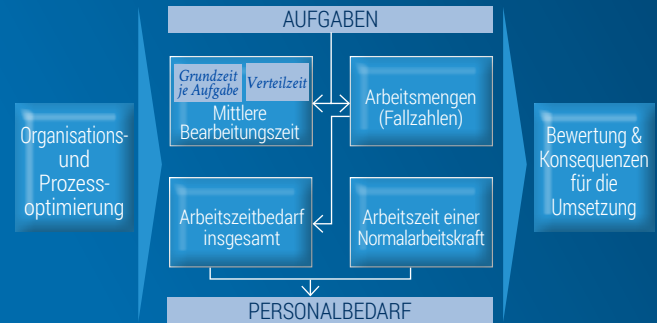 AUFGABEN
Organisations-
und
Prozess-
optimierung
Grundzeit
je Aufgabe
Verteilzeit
Mittlere
Bearbeitungszeit
Arbeitsmengen
(Fallzahlen)
Arbeitszeitbedarf
insgesamt
Arbeitszeit einer
Normalarbeitskraft
PERSONALBEDARF
Bewertung &
Konsequenzen
für die
Umsetzung